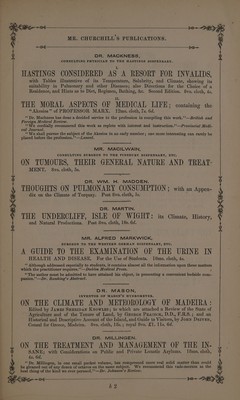 MR. CHURCHILL'S PUBLICATIONS.
DR. MACKNESS,
CONSULTING PHYSICIAN TO THE HASTINGS DISPENSARY.
HASTINGS CONSIDERED AS A RESORT FOR INVALIDS,
with Tables illustrative of its Temperature, Salubrity, and Climate, showing its
suitability in Pulmonary and other Diseases; also Directions for the Choice of a
Residence, and Hints as to Diet, Regimen, Bathing, &c. Second Edition. 8vo. cloth, 4s.
THE MORAL ASPECTS OF MEDICAL LIFE; containing the
"Akesios" of PROFESSOR MARX. 12mo. cloth, 7s. 6d.
"Dr. Mackness has done a decided service to the profession in compiling this work."—British and
Foreign Medical Review.
"We cordially recommend this work as replete with interest and instruction."—Provincial Medi-
cal Journal.
"We shall pursue the subject of the mission in an early number; one more interesting can rarely be
placed before the profession."—Lancet.
MR. MACILWAIN,
CONSULTING SURGEON TO THE FINSBURY DISPENSARY, ETC.
ON TUMOURS, THEIR GENERAL NATURE AND TREAT-
MENT. 8vo. cloth, 5s.
DR. WM. H. MADDEN.
THOUGHTS ON PULMONARY CONSUMPTION; with an Appen-
dix on the Climate of Torquay. Post 8vo. cloth, 5s.
DR. MARTIN.
THE UNDERCLIFF, ISLE OF WIGHT: its Climate, History,
and Natural Productions. Post 8vo. cloth, 10s. 6d.
MR. ALFRED MARKWICK,
SURGEON TO THE WESTERN GERMAN DISPENSARY, ETC.
A GUIDE TO THE EXAMINATION OF THE URINE IN
HEALTH AND DISEASE. For the Use of Students. 18mo. cloth, 4s.
"Although addressed especially to students, it contains almost all the information upon these matters
which the practitioner requires."—Dublin Medical Press.
"The author must be admitted to have attained his object, in presenting a convenient bedside com-
panion."—Dr. Ranking's Abstract.
DR. MASON,
INVENTOR OF MASON'S HYGROMETER.
ON THE CLIMATE AND METEOROLOGY OF MADEIRA:
Edited by JAMES SHERIDAN KNOWLES; to which are attached a Review of the State of
Agriculture and of the Tenure of Land, by GEORGE PEACOCK, D.D., F.R.S.; and an
Historical and Descriptive Account of the Island, and Guide to Visitors, by JOHN DRIVER,
Consul for Greece, Madeira. 8vo. cloth, 18s.; royal 8vo. £1. 11s. 6d.
DR. MILLINGEN.
ON THE TREATMENT AND MANAGEMENT OF THE IN-
SANE; with Considerations on Public and Private Lunatic Asylums. 18mo. cloth,
4s. 6d.
"Dr. Millingen, in one small pocket volume, has compressed more real solid matter than could
be gleaned out of any dozen of octavos on the same subject. We recommend this vade-mecum as the
best thing of the kind we ever perused."—Dr. Johnson's Review.